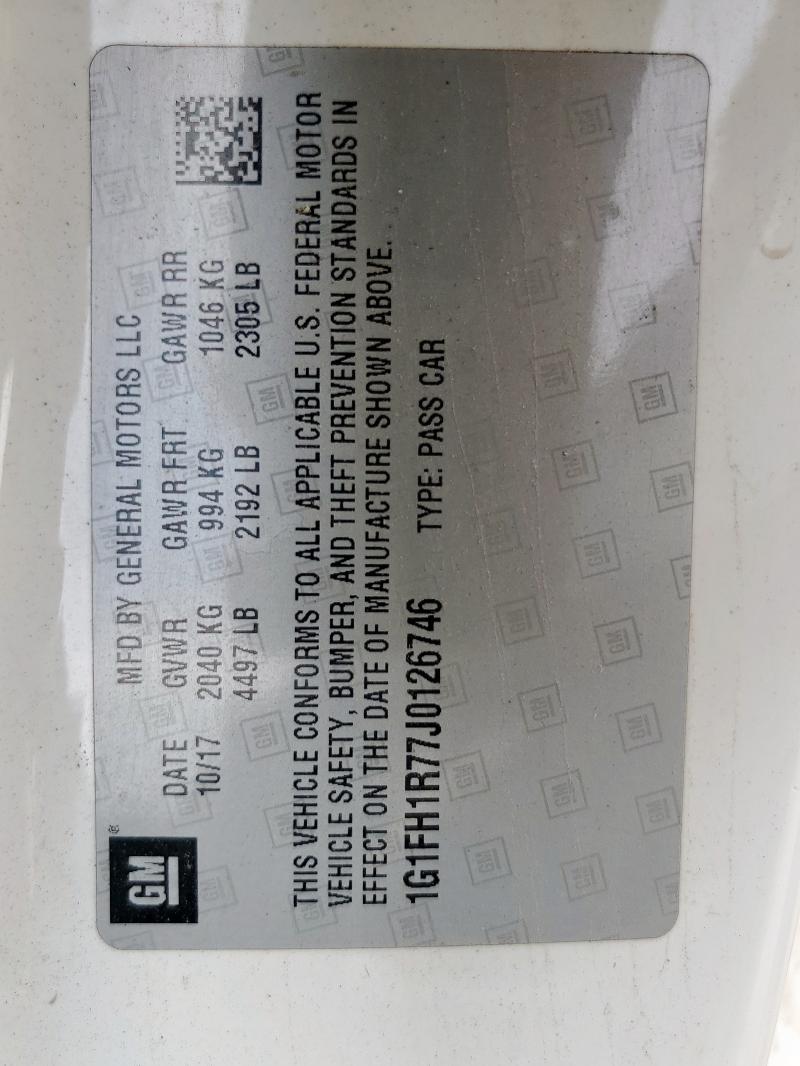 GM®
MFD BY GENERAL MOTORS LLC
DATE GVWR GAWR FRT GAWR RR
10/17 2040 KG 994 KG 1046 KG
4497 LB 2192 LB 2305 LB
THIS VEHICLE CONFORMS TO ALL APPLICABLE U.S. FEDERAL MOTOR
VEHICLE SAFETY, BUMPER, AND THEFT PREVENTION STANDARDS IN
EFFECT ON THE DATE OF MANUFACTURE SHOWN ABOVE.
1G1FH1R77J0126746 TYPE: PASS CAR